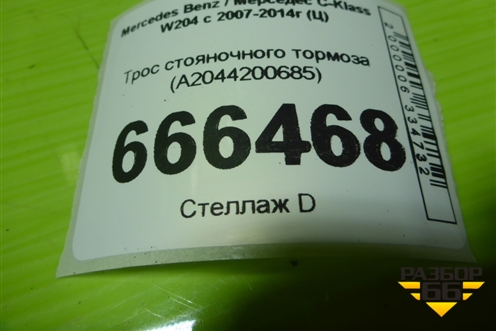 Mercedes Benz / Мерседес C-Klass
W204 с 2007-2014г (Ц)
Трос стояночного тормоза
(A2044200685)
666468
Стеллаж D
2000006334732
РАЗБОР
66